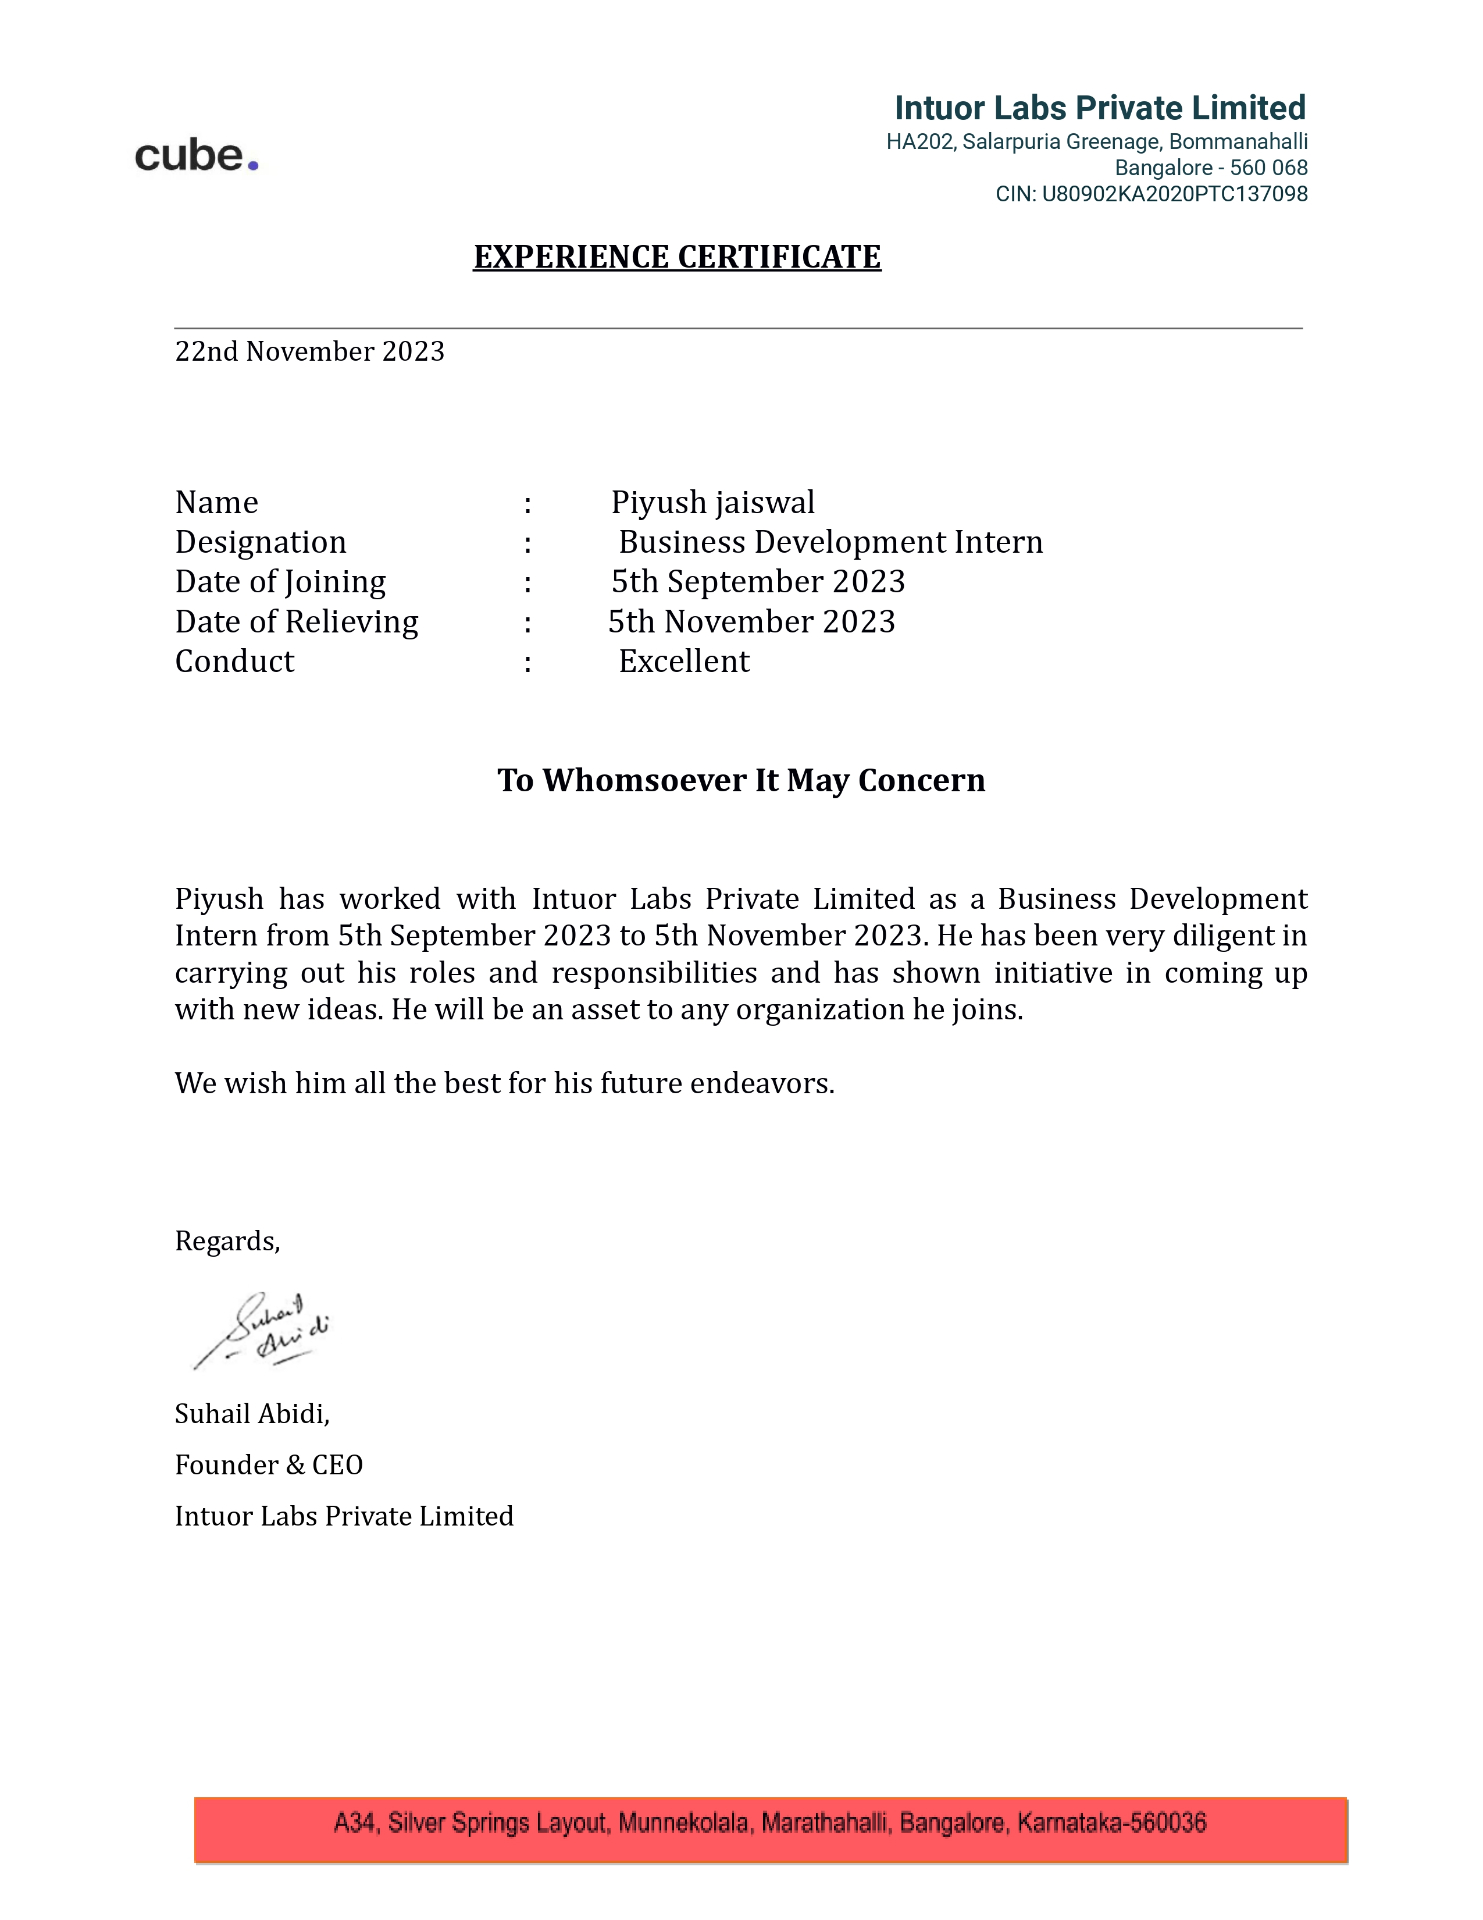 cube.
Intuor Labs Private Limited
HA202, Salarpuria Greenage, Bommanahalli
Bangalore - 560 068
CIN: U80902KA2020PTC137098
EXPERIENCE CERTIFICATE
22nd November 2023
Name : Piyush jaiswal
Designation : Business Development Intern
Date of Joining : 5th September 2023
Date of Relieving : 5th November 2023
Conduct : Excellent
To Whomsoever It May Concern
Piyush has worked with Intuor Labs Private Limited as a Business Development
Intern from 5th September 2023 to 5th November 2023. He has been very diligent in
carrying out his roles and responsibilities and has shown initiative in coming up
with new ideas. He will be an asset to any organization he joins.
We wish him all the best for his future endeavors.
Regards,
Suhail
Abidi
Suhail Abidi,
Founder & CEO
Intuor Labs Private Limited
A34, Silver Springs Layout, Munnekolala, Marathahalli, Bangalore, Karnataka-560036